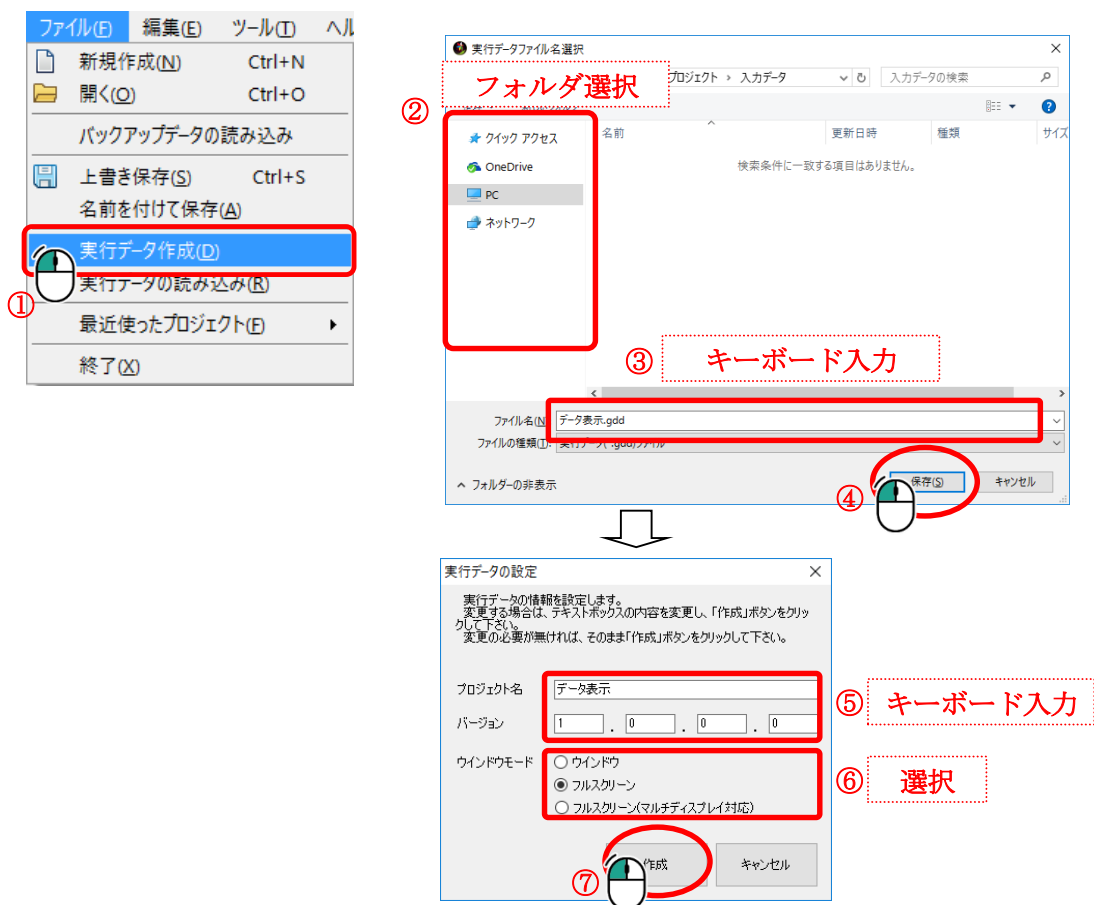 ファイル(F) 編集(E) ツール(T) ヘル
新規作成(N) Ctrl+N
開く(O) Ctrl+O
バックアップデータの読み込み
上書き保存(S) Ctrl+S
名前を付けて保存(A)
実行データ作成(D)
実行データの読み込み(R)
①
最近使ったプロジェクト(F)
終了(X)
実行データファイル名選択
フォルダ選択
プロジェクト › 入力データ
入力データの検索
②
名前 更新日時 種類 サイズ
検索条件に一致する項目はありません。
クイック アクセス
OneDrive
PC
ネットワーク
③ キーボード入力
ファイル名(N) データ表示.gdd
ファイルの種類(T):
フォルダーの非表示
④ 保存(S) キャンセル
実行データの設定
実行データの情報を設定します。
変更する場合は、テキストボックスの内容を変更し、「作成」ボタンをクリッ
クして下さい。
変更の必要が無ければ、そのまま「作成」ボタンをクリックして下さい。
プロジェクト名 データ表示
バージョン 1 . 0 . 0 . 0
⑤ キーボード入力
ウインドウモード ウインドウ
フルスクリーン
フルスクリーン(マルチディスプレイ対応)
⑥ 選択
⑦ 作成 キャンセル